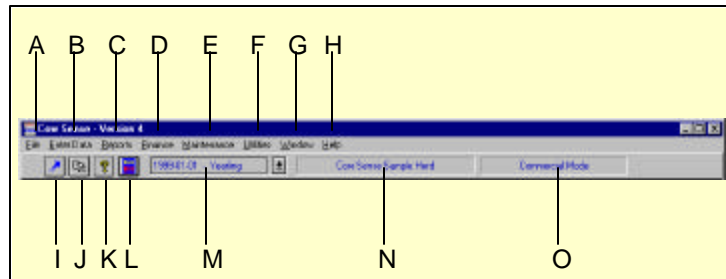 A B C D E F G H
Cow Sense - Version 4
File Enter Data Reports Finance Maintenance Utilities Window Help
1999-01-01 Yearling Cow Sense Sample Herd Commercial Mode
I J K L M N O